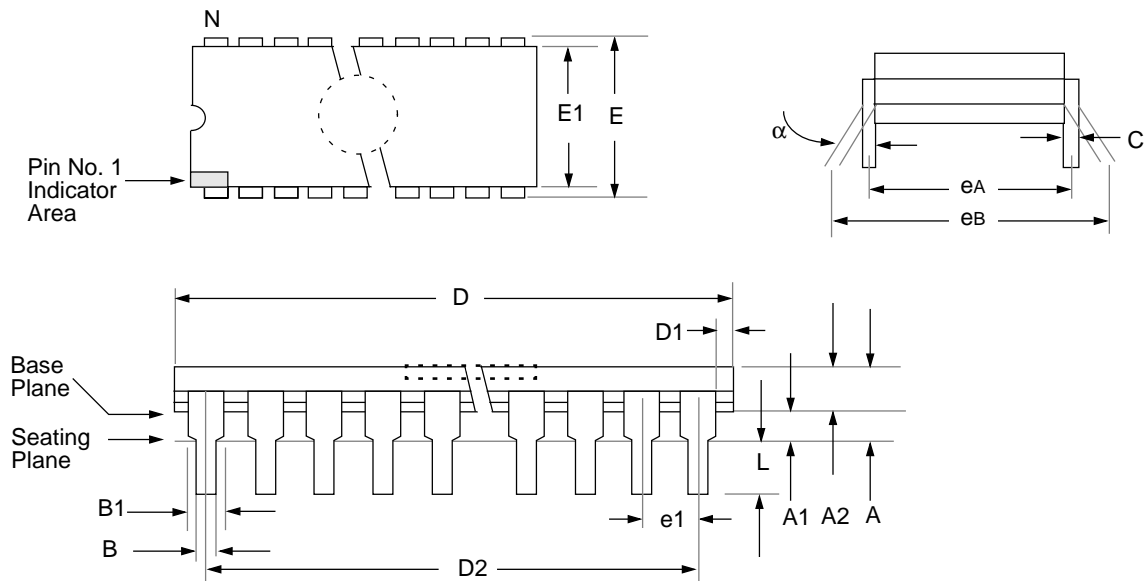 N
E1
E
Pin No. 1
Indicator
Area
α
C
eA
eB
D
D1
Base
Plane
Seating
Plane
L
B1
e1
A1
A2
A
B
D2